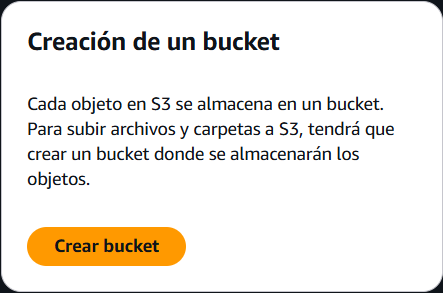 Creación de un bucket
Cada objeto en S3 se almacena en un bucket.
Para subir archivos y carpetas a S3, tendrá que
crear un bucket donde se almacenarán los
objetos.
Crear bucket